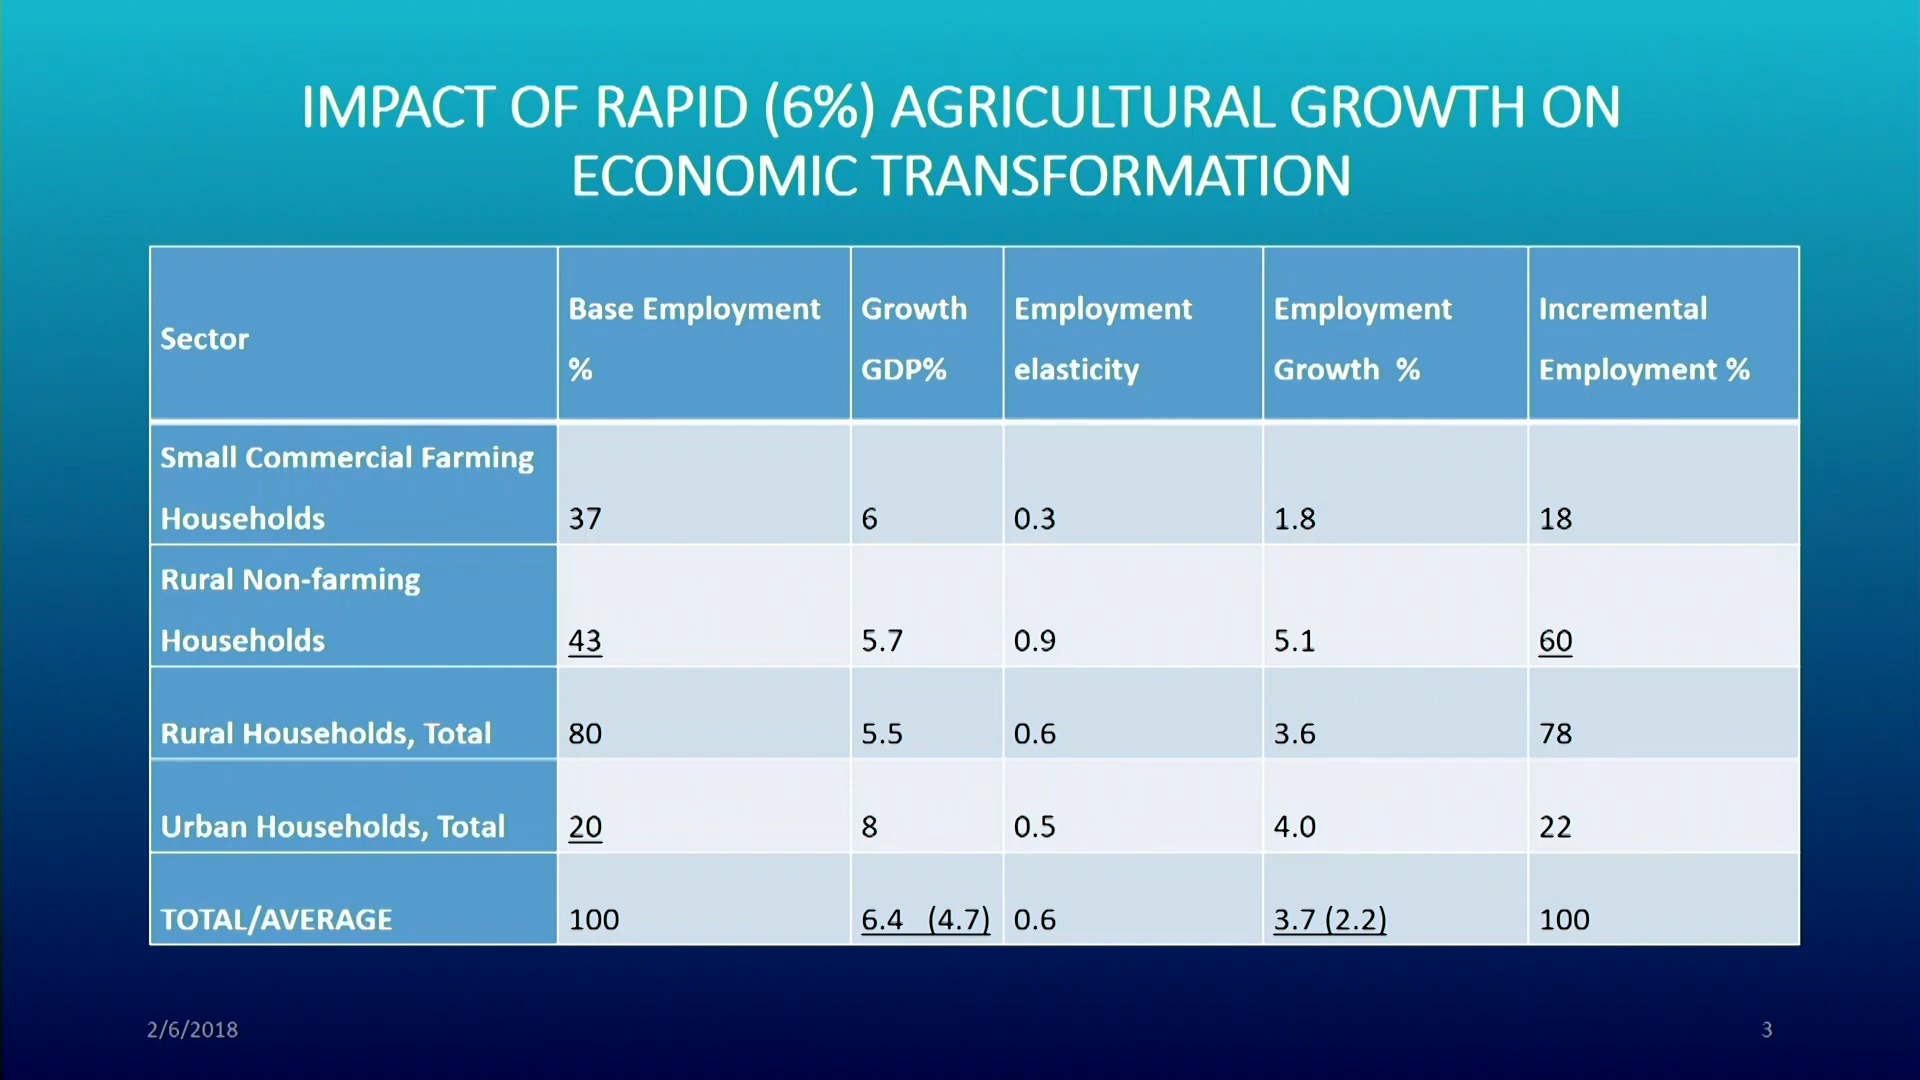 IMPACT OF RAPID (6%) AGRICULTURAL GROWTH ON
ECONOMIC TRANSFORMATION
Sector
Base Employment
%
Growth
GDP%
Employment
elasticity
Employment
Growth %
Incremental
Employment %
Small Commercial Farming
Households
37
6
0.3
1.8
18
Rural Non-farming
Households
43
5.7
0.9
5.1
60
Rural Households, Total
80
5.5
0.6
3.6
78
Urban Households, Total
20
8
0.5
4.0
22
TOTAL/AVERAGE
100
6.4 (4.7)
0.6
3.7 (2.2)
100
2/6/2018
3